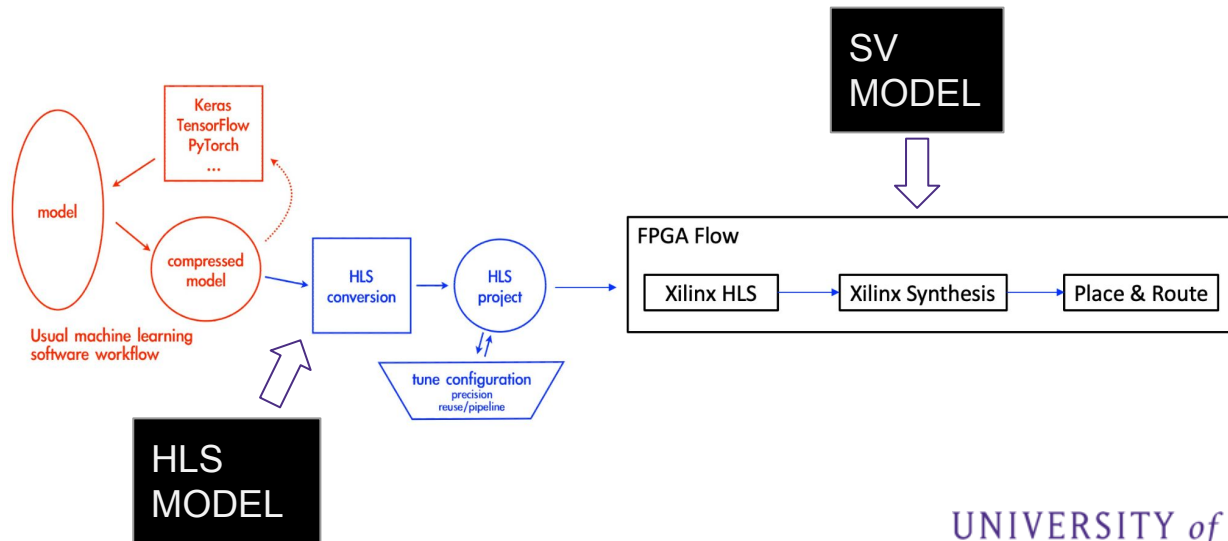 SV
MODEL
Keras
TensorFlow
PyTorch
...
model
compressed
model
Usual machine learning
software workflow
HLS
conversion
HLS
project
tune configuration
precision
reuse/pipeline
FPGA Flow
Xilinx HLS
Xilinx Synthesis
Place & Route
HLS
MODEL
UNIVERSITY of